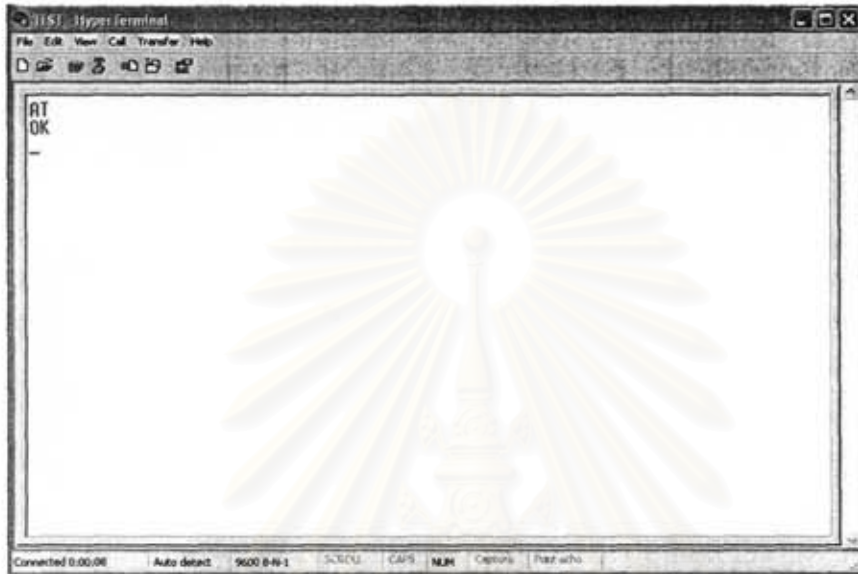 TEST - HyperTerminal
File Edit View Call Transfer Help
AT
OK
_
Connected 0:00:08 Auto detect 9600 8-N-1 SCROLL CAPS NUM Capture Print echo